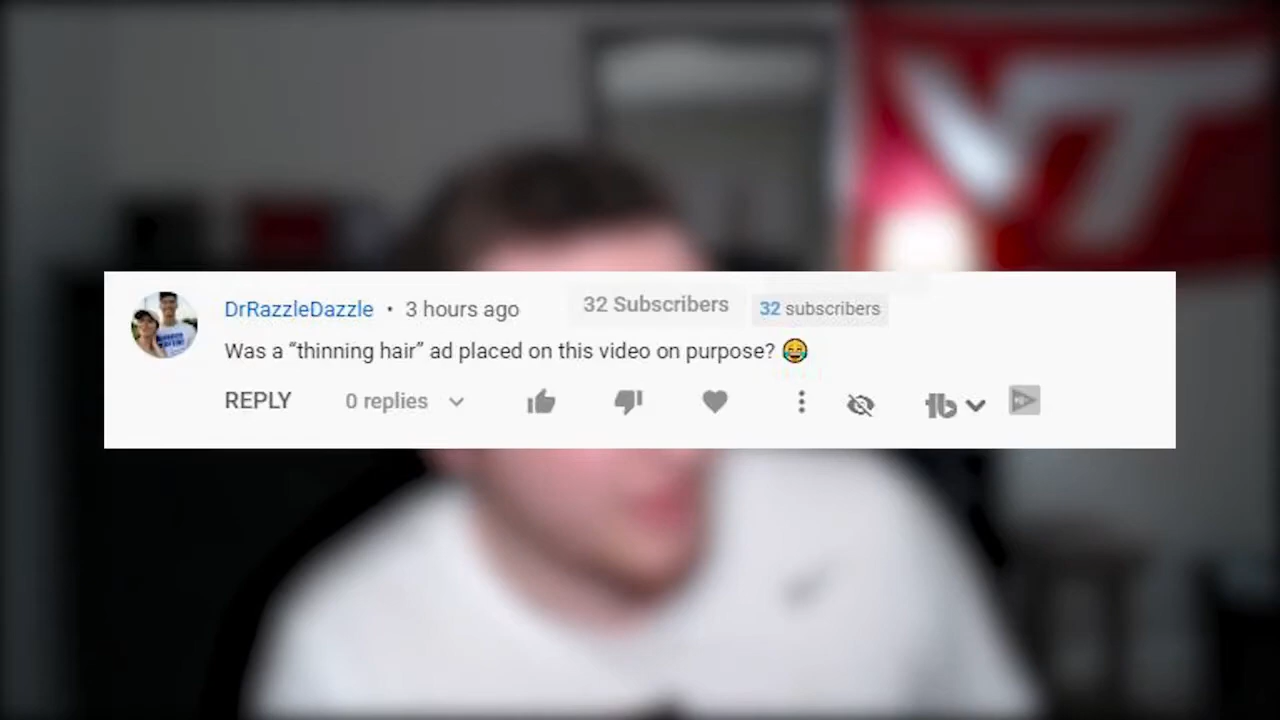 VT
DrRazzleDazzle • 3 hours ago 32 Subscribers 32 subscribers
Was a “thinning hair” ad placed on this video on purpose? 😂
REPLY 0 replies